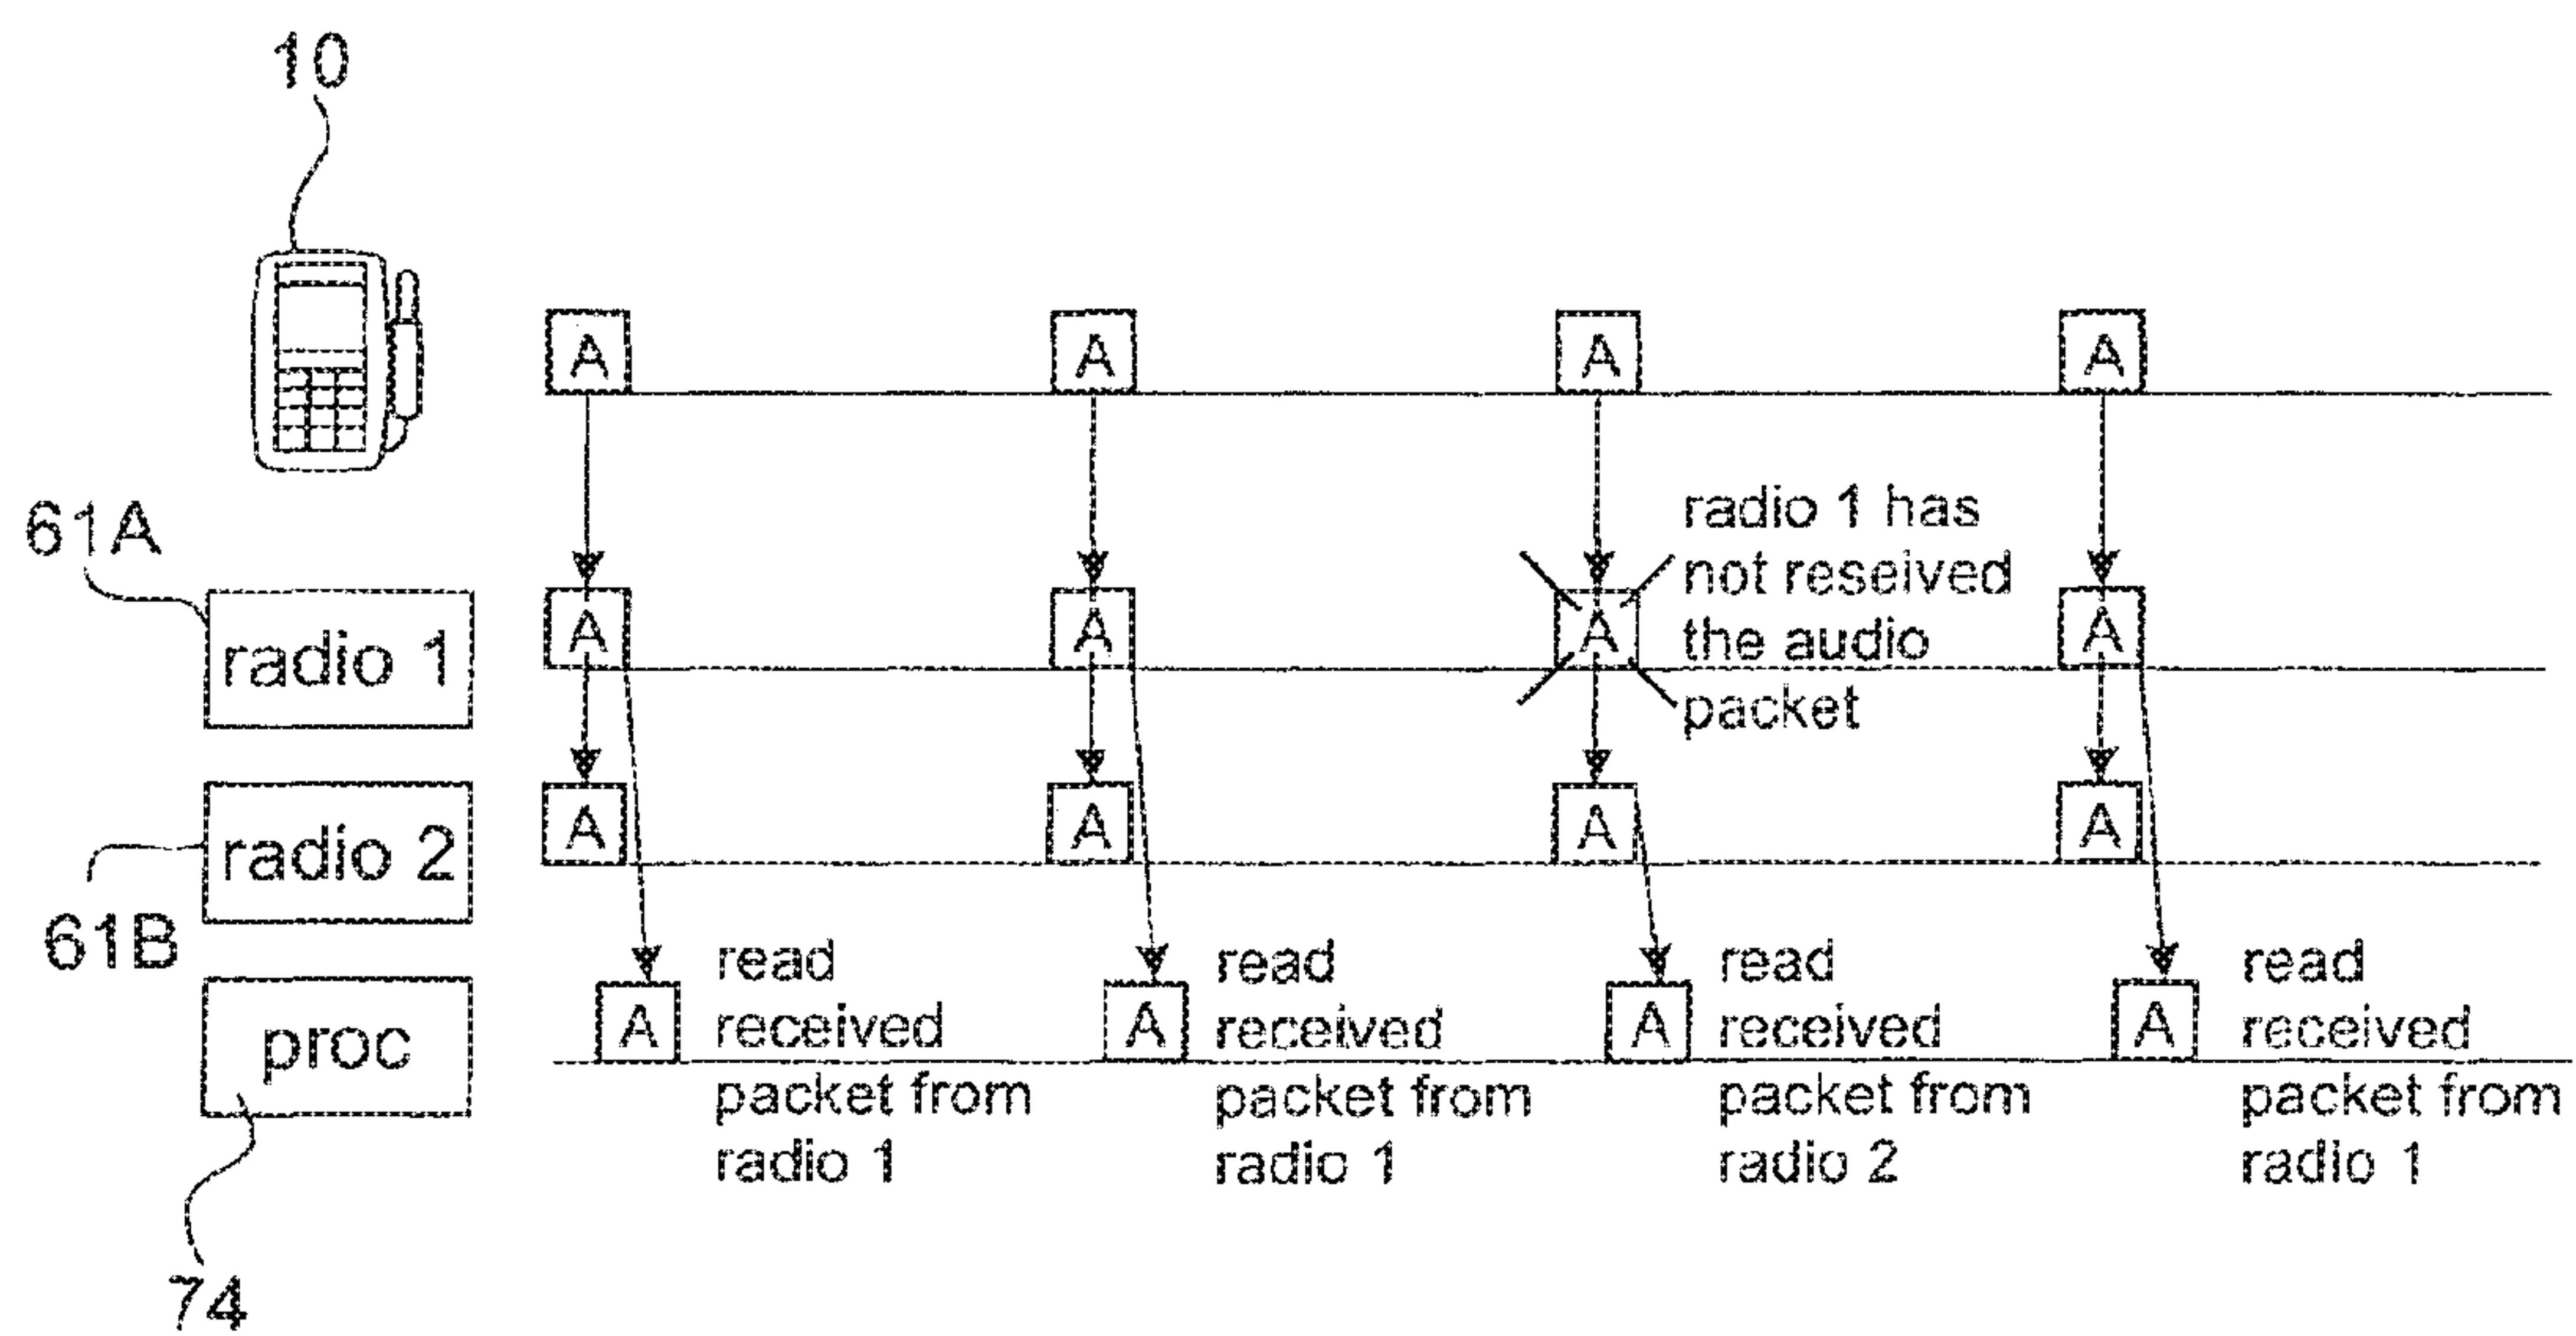 10
A A A A
61A
radio 1 has
not reseived
the audio
packet
radio 1
A A A A
radio 2
A A A A
61B
proc
A A A A
read
received
packet from
radio 1
read
received
packet from
radio 1
read
received
packet from
radio 2
read
received
packet from
radio 1
74